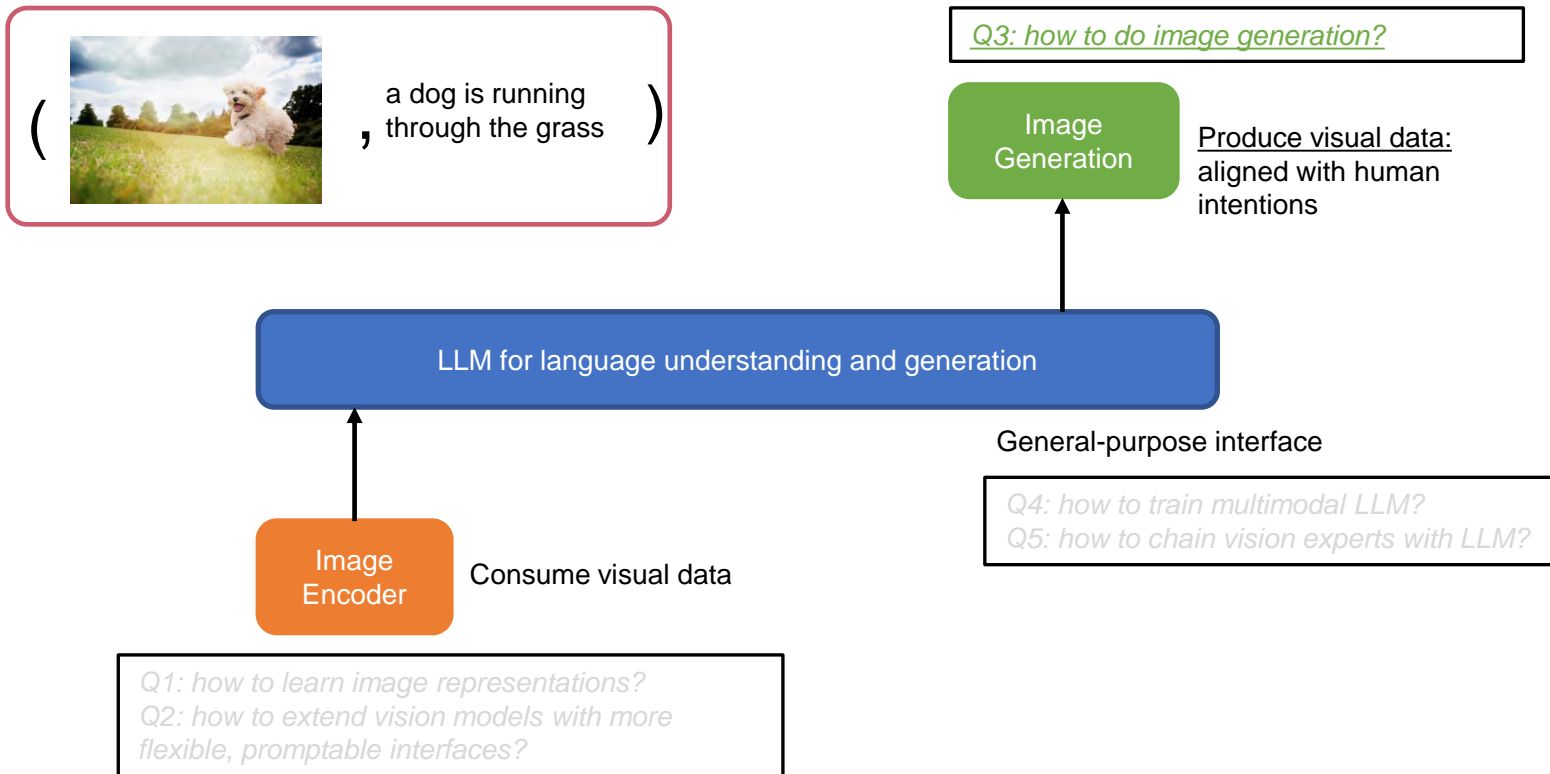 Q3: how to do image generation?
(
,
a dog is running
through the grass
)
Image
Generation
Produce visual data:
aligned with human
intentions
LLM for language understanding and generation
General-purpose interface
Q4: how to train multimodal LLM?
Q5: how to chain vision experts with LLM?
Image
Encoder
Consume visual data
Q1: how to learn image representations?
Q2: how to extend vision models with more
flexible, promptable interfaces?